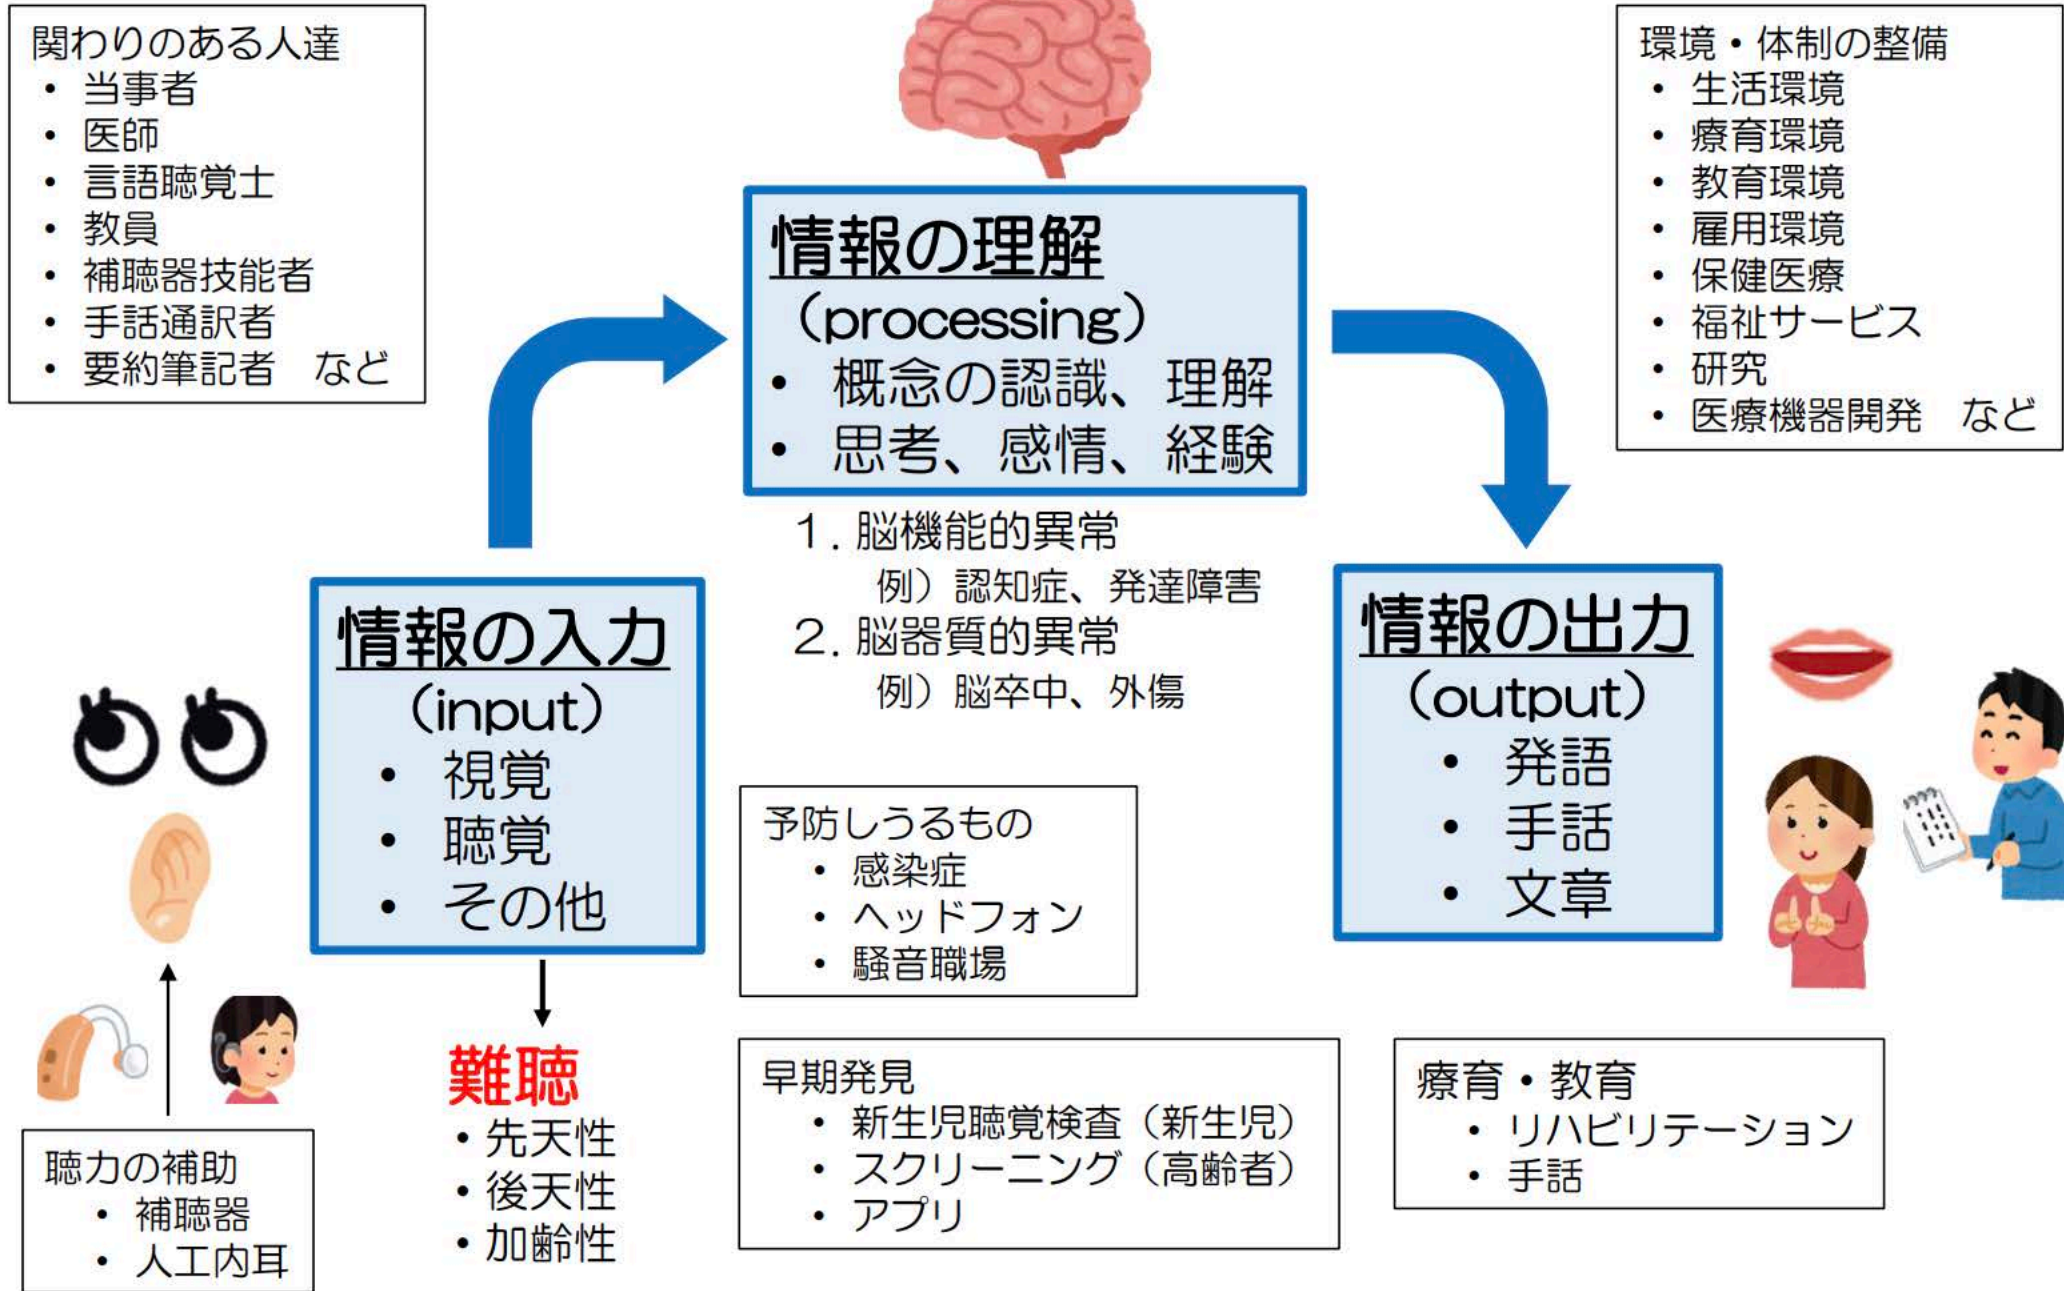 関わりのある人達
• 当事者
• 医師
• 言語聴覚士
• 教員
• 補聴器技能者
• 手話通訳者
• 要約筆記者　など
環境・体制の整備
• 生活環境
• 療育環境
• 教育環境
• 雇用環境
• 保健医療
• 福祉サービス
• 研究
• 医療機器開発　など
情報の理解
（processing）
• 概念の認識、理解
• 思考、感情、経験
１. 脳機能的異常
例）認知症、発達障害
２. 脳器質的異常
例）脳卒中、外傷
情報の入力
（input）
• 視覚
• 聴覚
• その他
情報の出力
（output）
• 発語
• 手話
• 文章
予防しうるもの
• 感染症
• ヘッドフォン
• 騒音職場
難聴
・先天性
・後天性
・加齢性
早期発見
• 新生児聴覚検査（新生児）
• スクリーニング（高齢者）
• アプリ
療育・教育
• リハビリテーション
• 手話
聴力の補助
• 補聴器
• 人工内耳